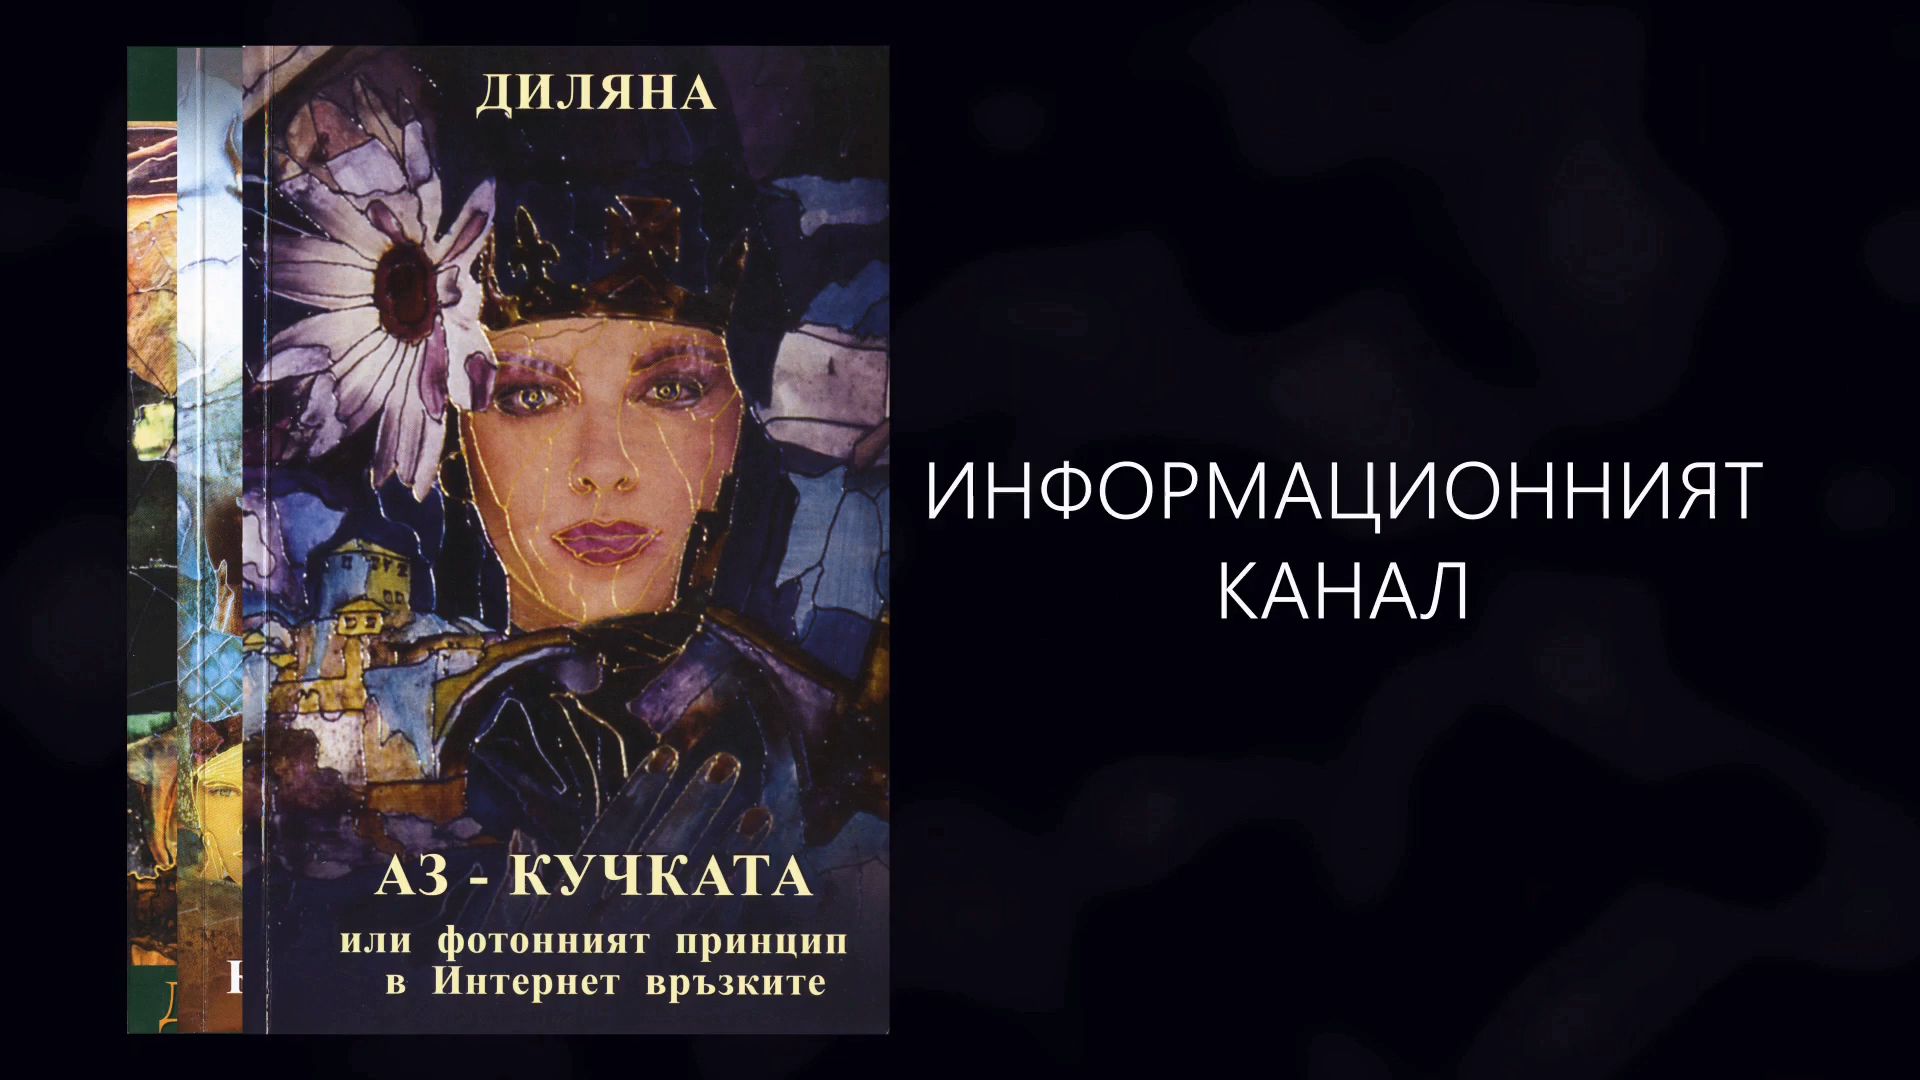 ДИЛЯНА
АЗ - КУЧКАТА
или фотонният принцип
в Интернет връзките
ИНФОРМАЦИОННИЯТ
КАНАЛ